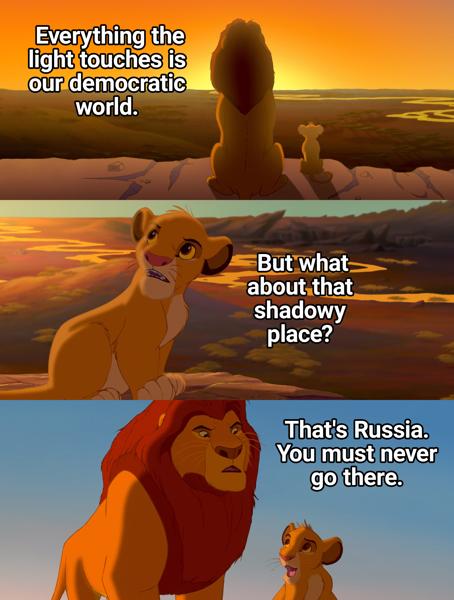 Everything the
light touches is
our democratic
world.
But what
about that
shadowy
place?
That's Russia.
You must never
go there.